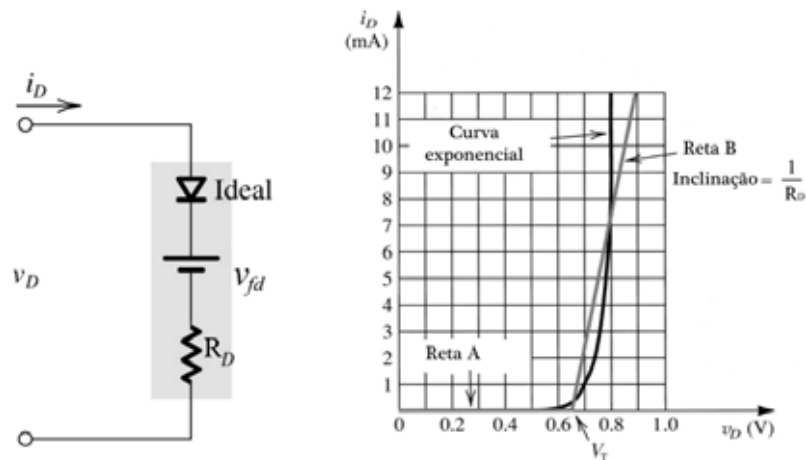 i_D
Ideal
v_D
v_fd
R_D
i_D
(mA)
12
11
10
9
8
7
6
5
4
3
2
1
Curva
exponencial
Reta B
Inclinação = 1/R_D
Reta A
0 0.2 0.4 0.6 0.8 1.0 v_D (V)
V_T